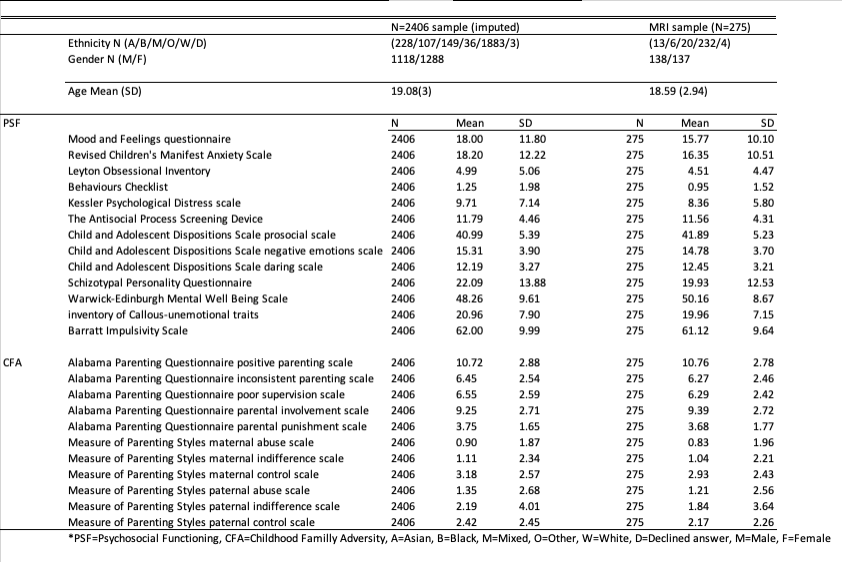 N=2406 sample (imputed) MRI sample (N=275)
Ethnicity N (A/B/M/O/W/D) (228/107/149/36/1883/3) (13/6/20/232/4)
Gender N (M/F) 1118/1288 138/137
Age Mean (SD) 19.08(3) 18.59 (2.94)
PSF N Mean SD N Mean SD
Mood and Feelings questionnaire 2406 18.00 11.80 275 15.77 10.10
Revised Children's Manifest Anxiety Scale 2406 18.20 12.22 275 16.35 10.51
Leyton Obsessional Inventory 2406 4.99 5.06 275 4.51 4.47
Behaviours Checklist 2406 1.25 1.98 275 0.95 1.52
Kessler Psychological Distress scale 2406 9.71 7.14 275 8.36 5.80
The Antisocial Process Screening Device 2406 11.79 4.46 275 11.56 4.31
Child and Adolescent Dispositions Scale prosocial scale 2406 40.99 5.39 275 41.89 5.23
Child and Adolescent Dispositions Scale negative emotions scale 2406 15.31 3.90 275 14.78 3.70
Child and Adolescent Dispositions Scale daring scale 2406 12.19 3.27 275 12.45 3.21
Schizotypal Personality Questionnaire 2406 22.09 13.88 275 19.93 12.53
Warwick-Edinburgh Mental Well Being Scale 2406 48.26 9.61 275 50.16 8.67
inventory of Callous-unemotional traits 2406 20.96 7.90 275 19.96 7.15
Barratt Impulsivity Scale 2406 62.00 9.99 275 61.12 9.64
CFA Alabama Parenting Questionnaire positive parenting scale 2406 10.72 2.88 275 10.76 2.78
Alabama Parenting Questionnaire inconsistent parenting scale 2406 6.45 2.54 275 6.27 2.46
Alabama Parenting Questionnaire poor supervision scale 2406 6.55 2.59 275 6.29 2.42
Alabama Parenting Questionnaire parental involvement scale 2406 9.25 2.71 275 9.39 2.72
Alabama Parenting Questionnaire parental punishment scale 2406 3.75 1.65 275 3.68 1.77
Measure of Parenting Styles maternal abuse scale 2406 0.90 1.87 275 0.83 1.96
Measure of Parenting Styles maternal indifference scale 2406 1.11 2.34 275 1.04 2.21
Measure of Parenting Styles maternal control scale 2406 3.18 2.57 275 2.93 2.43
Measure of Parenting Styles paternal abuse scale 2406 1.35 2.68 275 1.21 2.56
Measure of Parenting Styles paternal indifference scale 2406 2.19 4.01 275 1.84 3.64
Measure of Parenting Styles paternal control scale 2406 2.42 2.45 275 2.17 2.26
*PSF=Psychosocial Functioning, CFA=Childhood Familly Adversity, A=Asian, B=Black, M=Mixed, O=Other, W=White, D=Declined answer, M=Male, F=Female